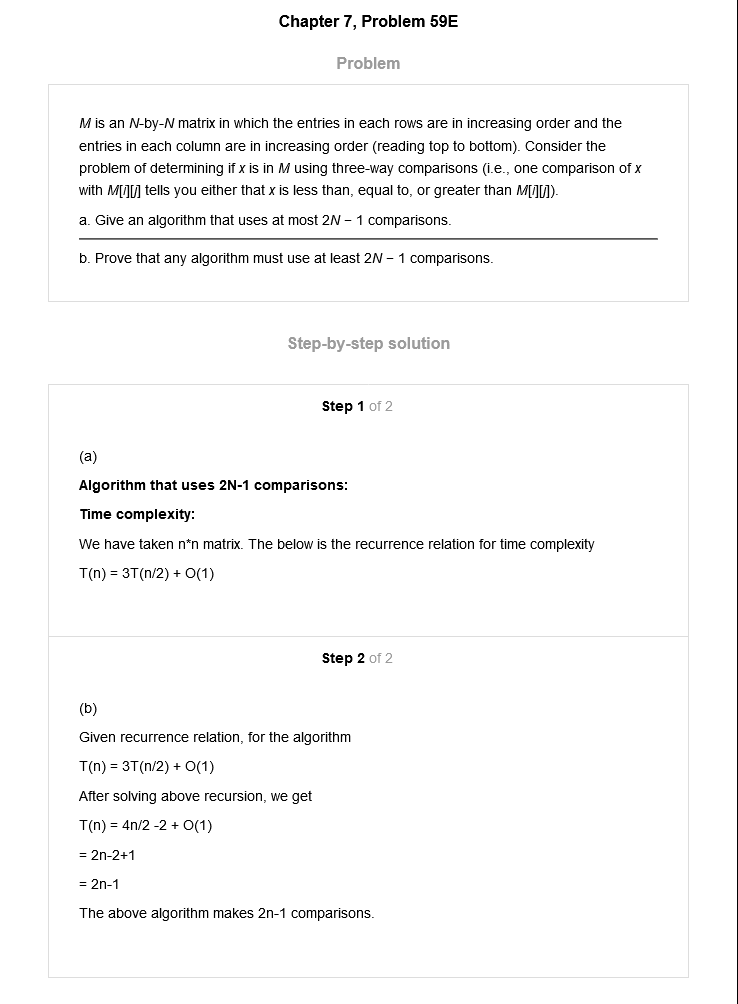 Chapter 7, Problem 59E
Problem
M is an N-by-N matrix in which the entries in each rows are in increasing order and the
entries in each column are in increasing order (reading top to bottom). Consider the
problem of determining if x is in M using three-way comparisons (i.e., one comparison of x
with M[i][j] tells you either that x is less than, equal to, or greater than M[i][j]).
a. Give an algorithm that uses at most 2N − 1 comparisons.
b. Prove that any algorithm must use at least 2N − 1 comparisons.
Step-by-step solution
Step 1 of 2
(a)
Algorithm that uses 2N-1 comparisons:
Time complexity:
We have taken n*n matrix. The below is the recurrence relation for time complexity
T(n) = 3T(n/2) + O(1)
Step 2 of 2
(b)
Given recurrence relation, for the algorithm
T(n) = 3T(n/2) + O(1)
After solving above recursion, we get
T(n) = 4n/2 -2 + O(1)
= 2n-2+1
= 2n-1
The above algorithm makes 2n-1 comparisons.